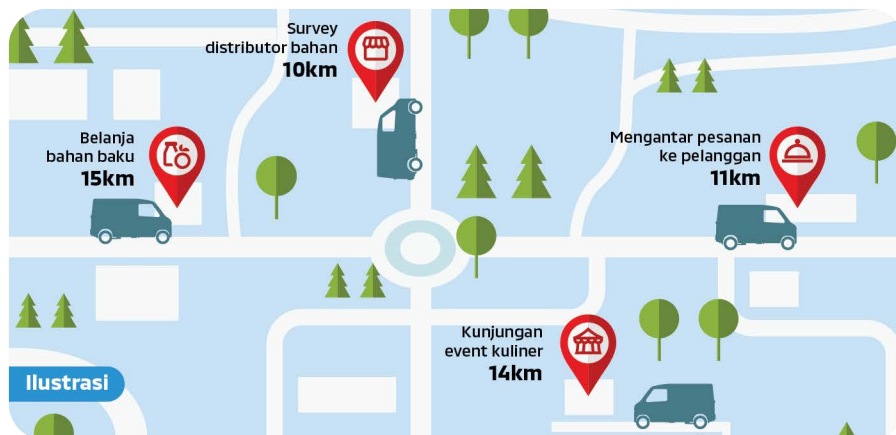 Survey
distributor bahan
10km
Belanja
bahan baku
15km
Mengantar pesanan
ke pelanggan
11km
Kunjungan
event kuliner
14km
Ilustrasi